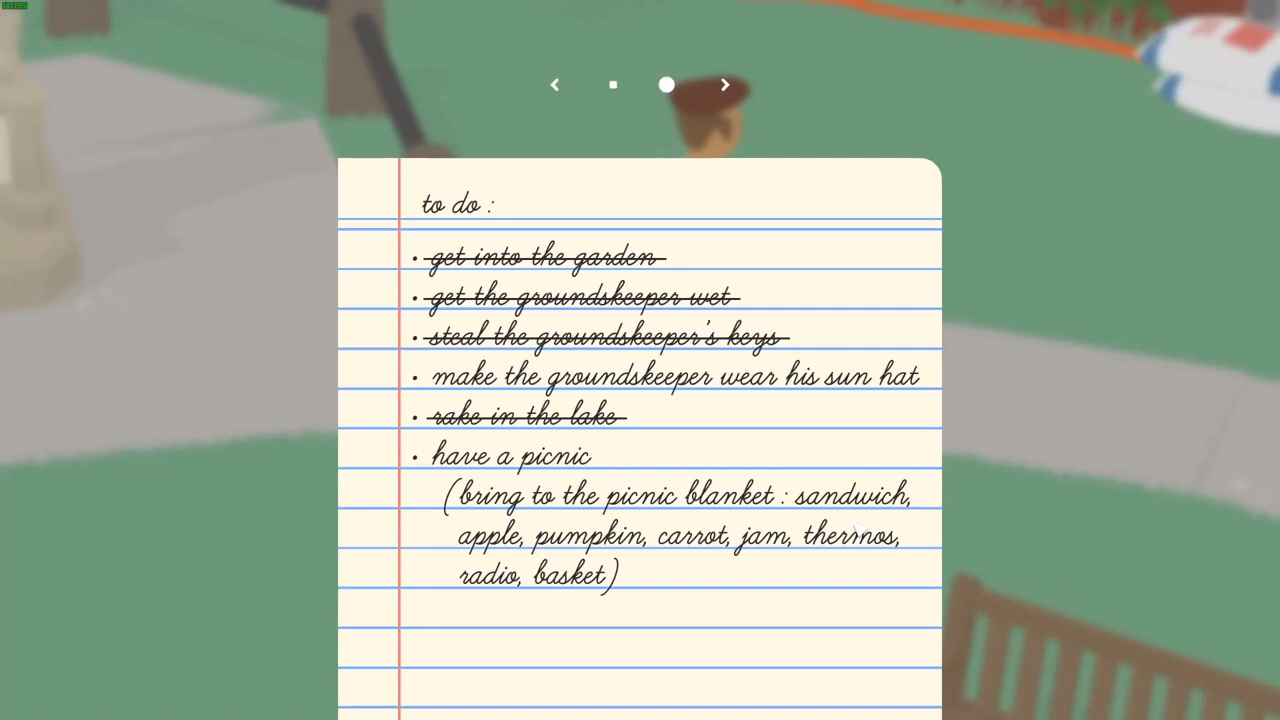 to do :
• get into the garden
• get the groundskeeper wet
• steal the groundskeeper's keys
• make the groundskeeper wear his sun hat
• rake in the lake
• have a picnic
(bring to the picnic blanket : sandwich,
apple, pumpkin, carrot, jam, thermos,
radio, basket)